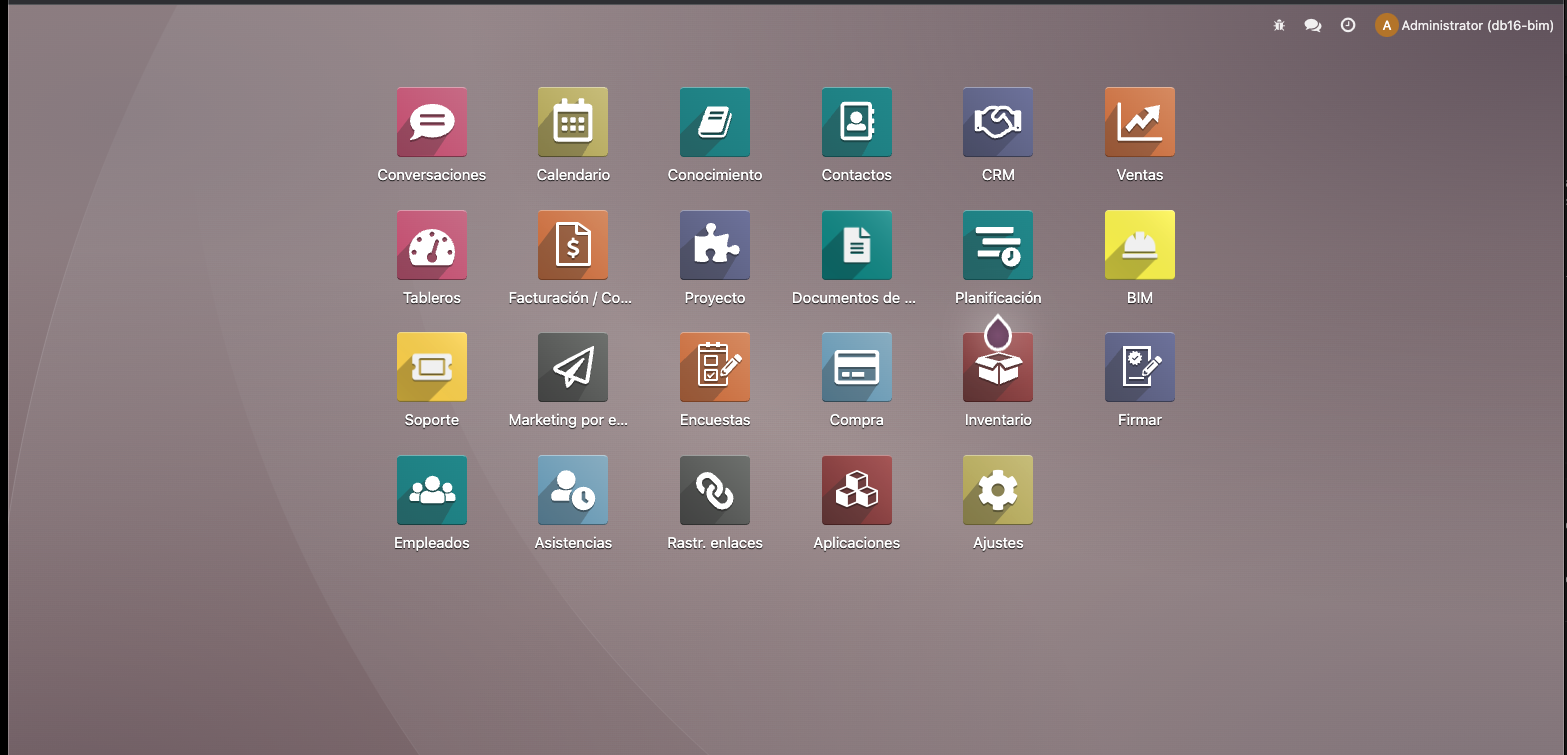 A Administrator (db16-bim)
Conversaciones Calendario Conocimiento Contactos CRM Ventas
Tableros Facturación / Co... Proyecto Documentos de ... Planificación BIM
Soporte Marketing por e... Encuestas Compra Inventario Firmar
Empleados Asistencias Rastr. enlaces Aplicaciones Ajustes